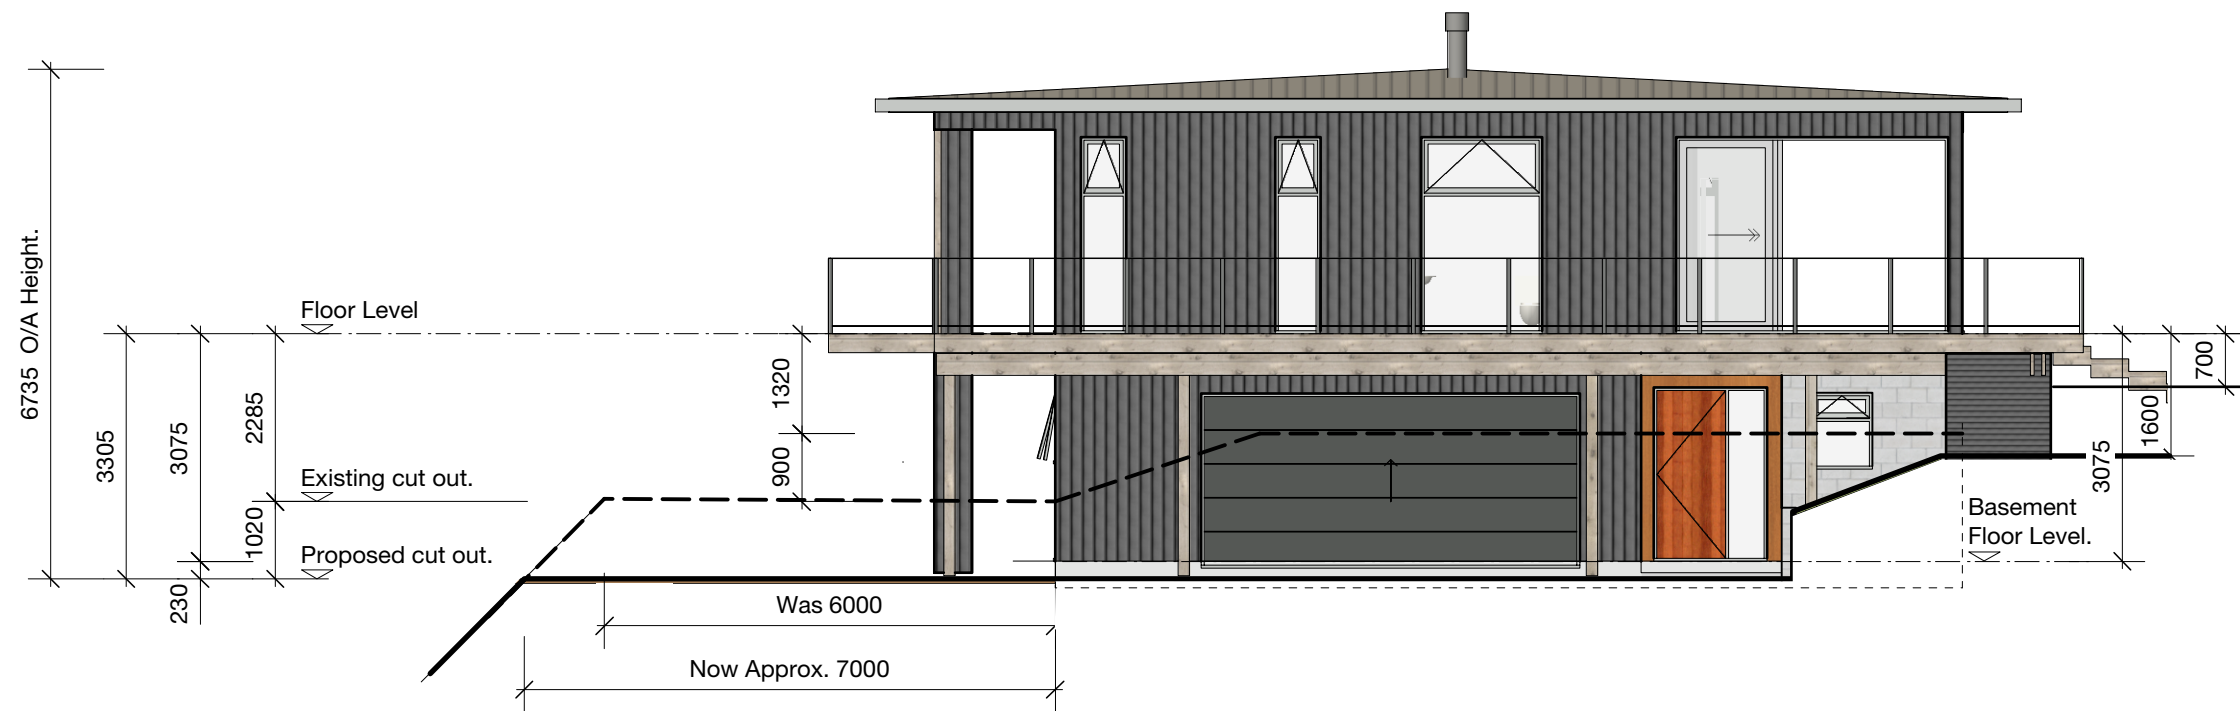 6735 O/A Height.
3305
3075
230
2285
1020
Floor Level
Existing cut out.
Proposed cut out.
1320
900
Was 6000
Now Approx. 7000
Basement
Floor Level.
3075
1600
700